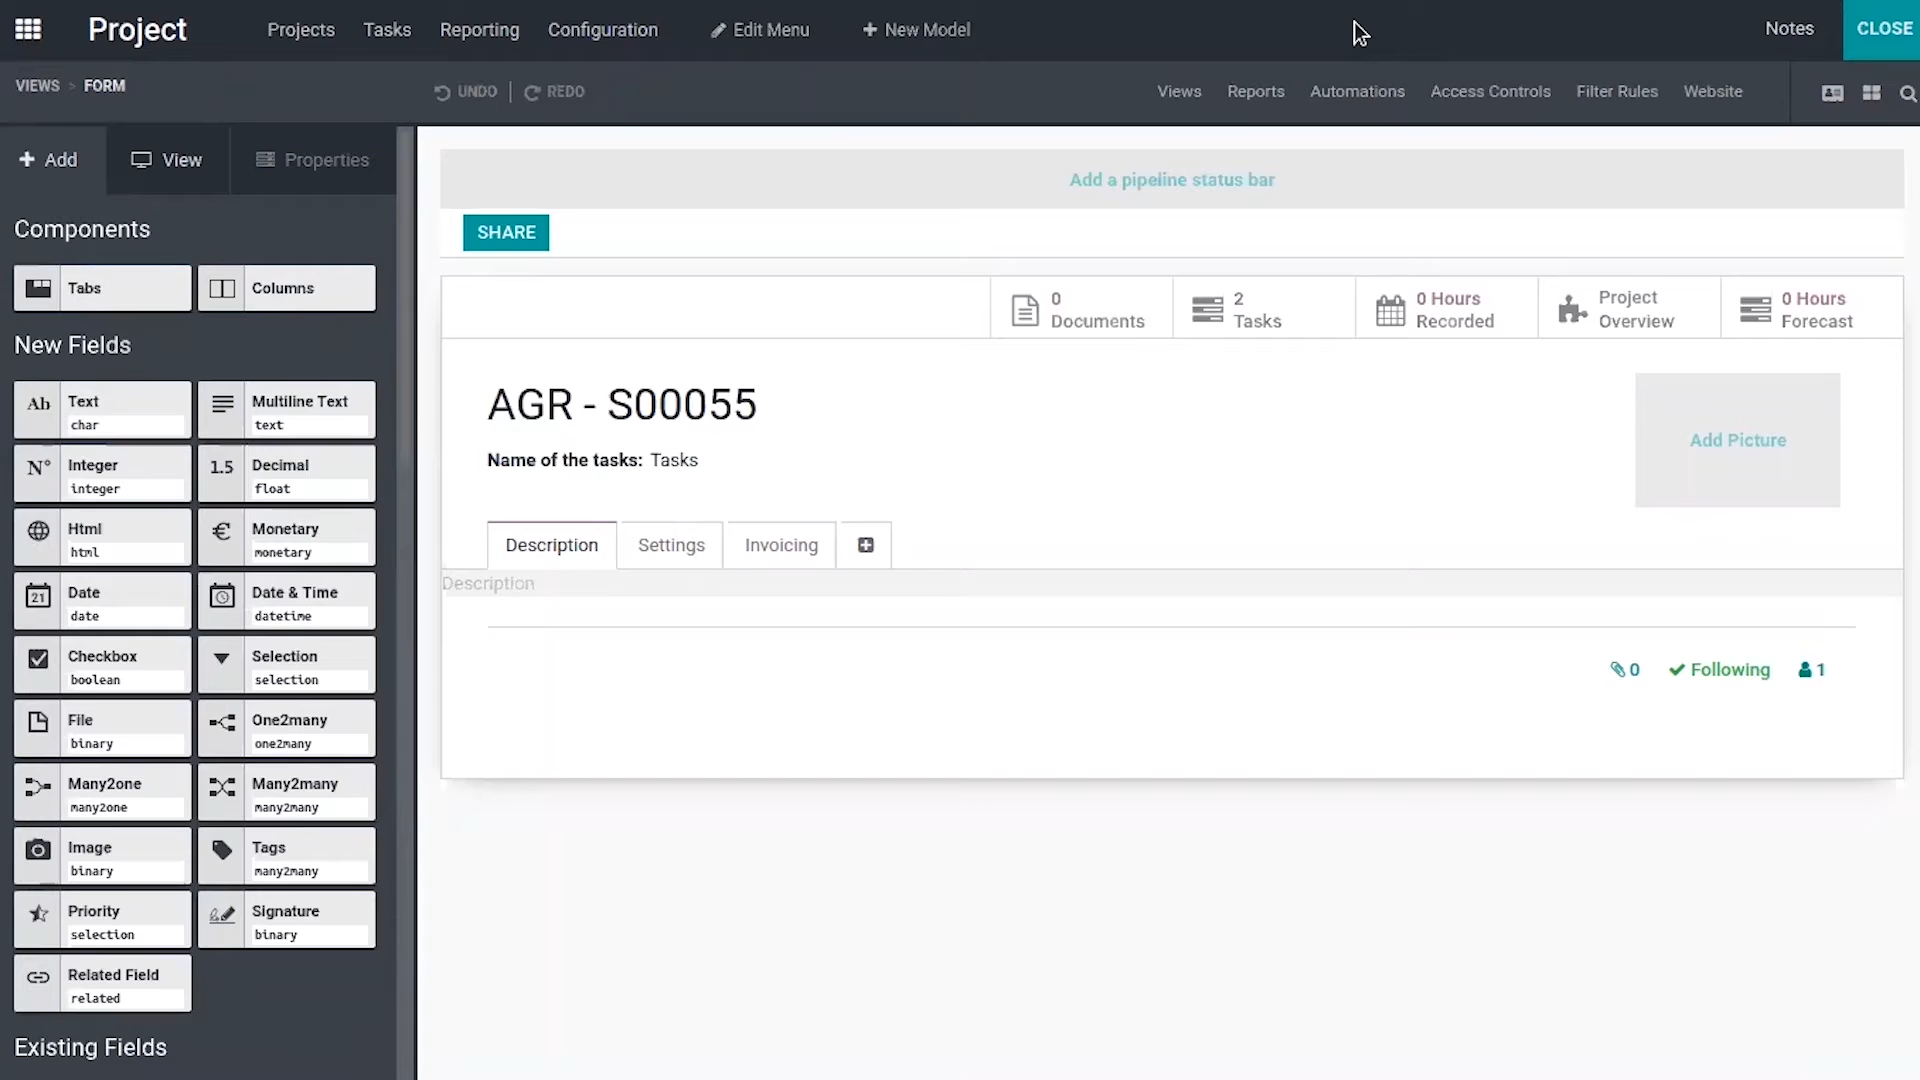 Project
Projects Tasks Reporting Configuration Edit Menu + New Model
Notes CLOSE
VIEWS > FORM
UNDO REDO
Views Reports Automations Access Controls Filter Rules Website
+ Add View Properties
Components
Tabs Columns
New Fields
Ab Text Multiline Text
char text
N° Integer 1.5 Decimal
integer float
Html € Monetary
html monetary
21 Date Date & Time
date datetime
Checkbox Selection
boolean selection
File One2many
binary one2many
Many2one Many2many
many2one many2many
Image Tags
binary many2many
Priority Signature
selection binary
Related Field
related
Existing Fields
Add a pipeline status bar
SHARE
0 2 0 Hours Project 0 Hours
Documents Tasks Recorded Overview Forecast
AGR - S00055
Name of the tasks: Tasks
Add Picture
Description Settings Invoicing
Description
0 Following 1